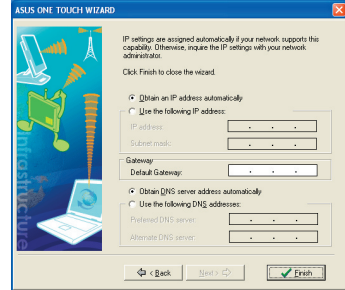 ASUS ONE TOUCH WIZARD
IP settings are assigned automatically if your network supports this
capability. Otherwise, inquire the IP settings with your network
administrator.
Click Finish to close the wizard.
Obtain an IP address automatically
Use the following IP address:
IP address:
Subnet mask:
Gateway
Default Gateway:
Obtain DNS server address automatically
Use the following DNS addresses:
Preferred DNS server:
Alternate DNS server:
Infrastructure
< Back
Next >
Finish